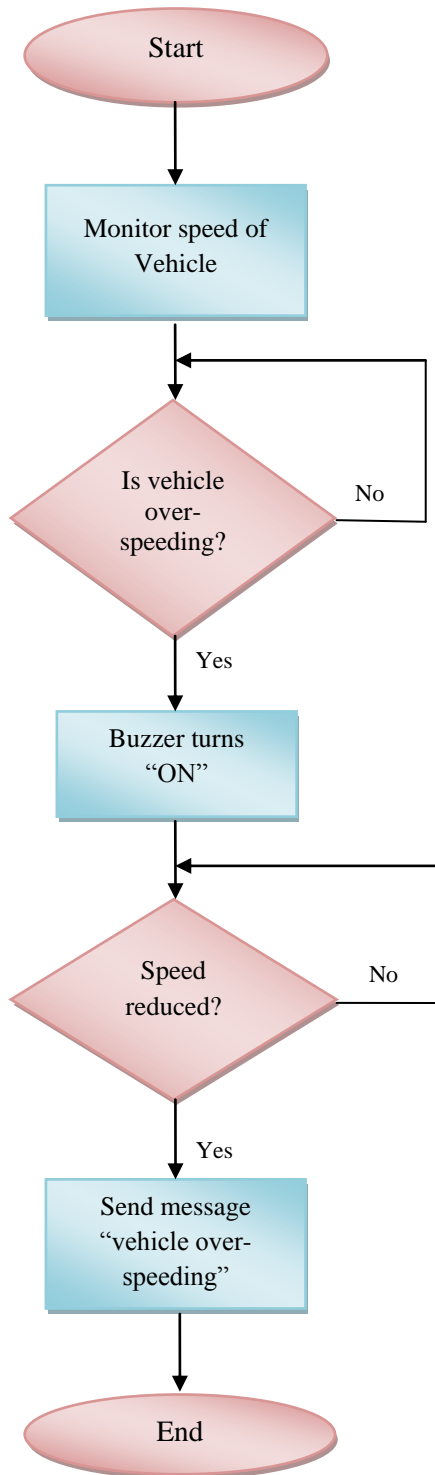 Start
Monitor speed of
Vehicle
Is vehicle
over-
speeding?
No
Yes
Buzzer turns
“ON”
Speed
reduced?
No
Yes
Send message
“vehicle over-
speeding”
End